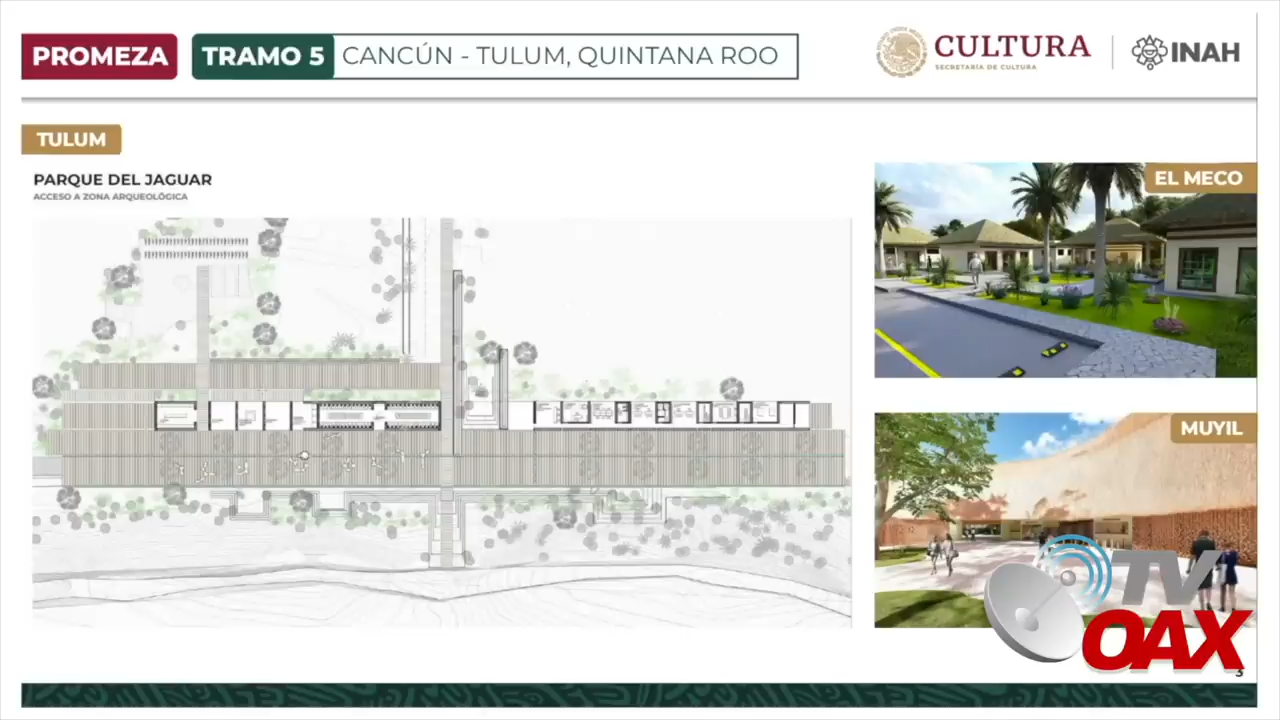 PROMEZA
TRAMO 5
CANCÚN - TULUM, QUINTANA ROO
CULTURA
SECRETARÍA DE CULTURA
INAH
TULUM
PARQUE DEL JAGUAR
ACCESO A ZONA ARQUEOLÓGICA
EL MECO
MUYIL
TV
OAX
3